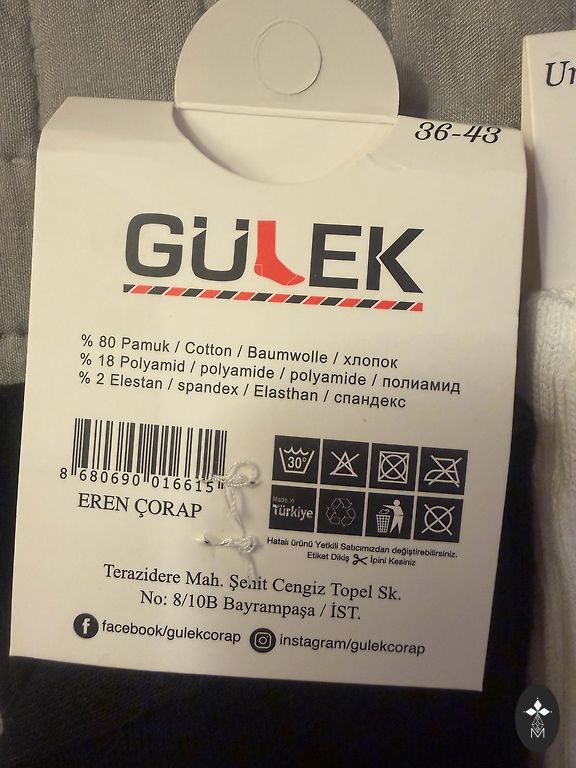 36-43
Un
GÜLEK
% 80 Pamuk / Cotton / Baumwolle / хлопок
% 18 Polyamid / polyamide / polyamide / полиамид
% 2 Elestan / spandex / Elasthan / спандекс
8 680690 016615
EREN ÇORAP
30°
Made in
Türkiye
Hatalı ürünü Yetkili Satıcımızdan değiştirebilirsiniz.
Etiket Dikiş İpini Kesiniz
Terazidere Mah. Şehit Cengiz Topel Sk.
No: 8/10B Bayrampaşa / İST.
facebook/gulekcorap
instagram/gulekcorap
M